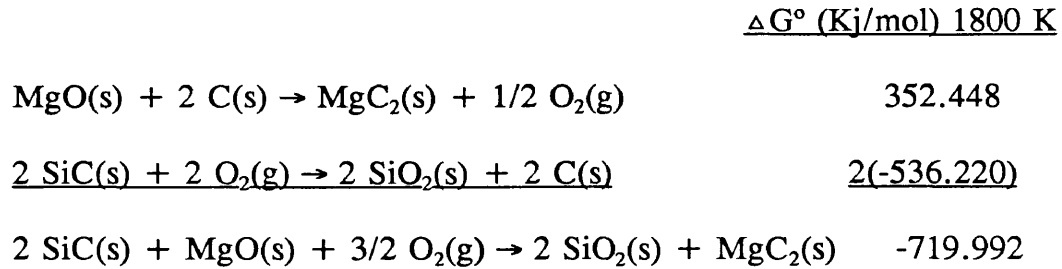 △G° (Kj/mol) 1800 K
MgO(s) + 2 C(s) → MgC₂(s) + 1/2 O₂(g) 352.448
2 SiC(s) + 2 O₂(g) → 2 SiO₂(s) + 2 C(s) 2(-536.220)
2 SiC(s) + MgO(s) + 3/2 O₂(g) → 2 SiO₂(s) + MgC₂(s) -719.992